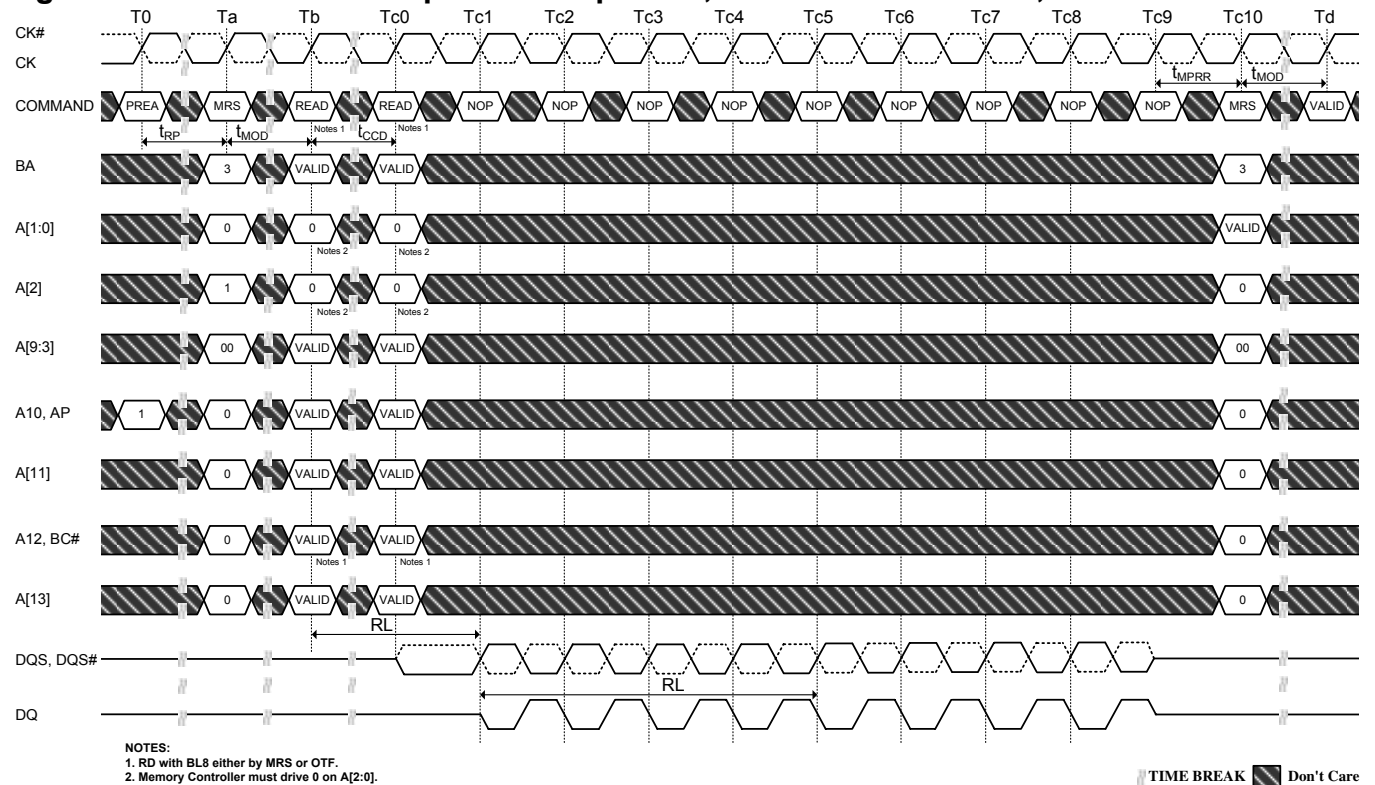 T0 Ta Tb Tc0 Tc1 Tc2 Tc3 Tc4 Tc5 Tc6 Tc7 Tc8 Tc9 Tc10 Td
CK#
CK
tMPRR tMOD
COMMAND PREA MRS READ READ NOP NOP NOP NOP NOP NOP NOP NOP NOP MRS VALID
Notes 1 Notes 1
tRP tMOD tCCD
BA 3 VALID VALID 3
A[1:0] 0 0 0 VALID
Notes 2 Notes 2
A[2] 1 0 0 0
Notes 2 Notes 2
A[9:3] 00 VALID VALID 00
A10, AP 1 0 VALID VALID 0
A[11] 0 VALID VALID 0
A12, BC# 0 VALID VALID 0
Notes 1 Notes 1
A[13] 0 VALID VALID 0
RL
DQS, DQS#
RL
DQ
NOTES:
1. RD with BL8 either by MRS or OTF.
2. Memory Controller must drive 0 on A[2:0].
TIME BREAK Don't Care